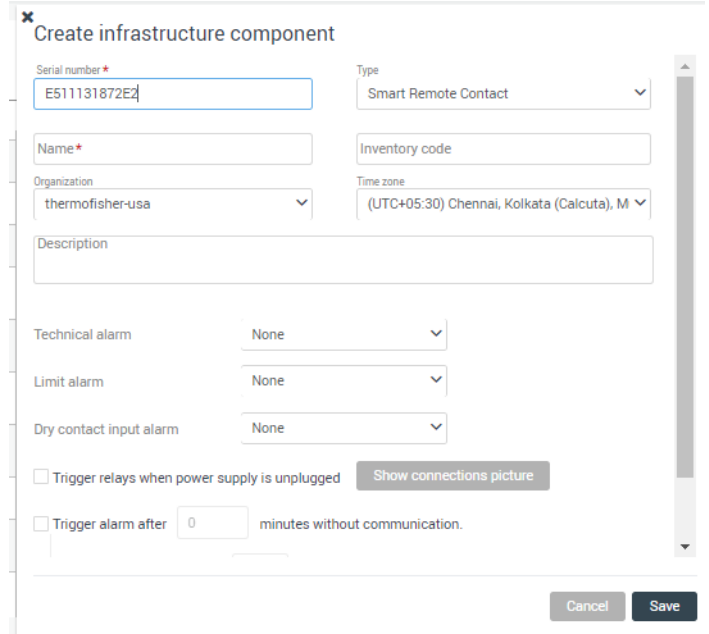 Create infrastructure component
Serial number * Type
E511131872E2 Smart Remote Contact
Name* Inventory code
Organization Time zone
thermofisher-usa (UTC+05:30) Chennai, Kolkata (Calcuta), M
Description
Technical alarm None
Limit alarm None
Dry contact input alarm None
Trigger relays when power supply is unplugged Show connections picture
Trigger alarm after 0 minutes without communication.
Cancel Save